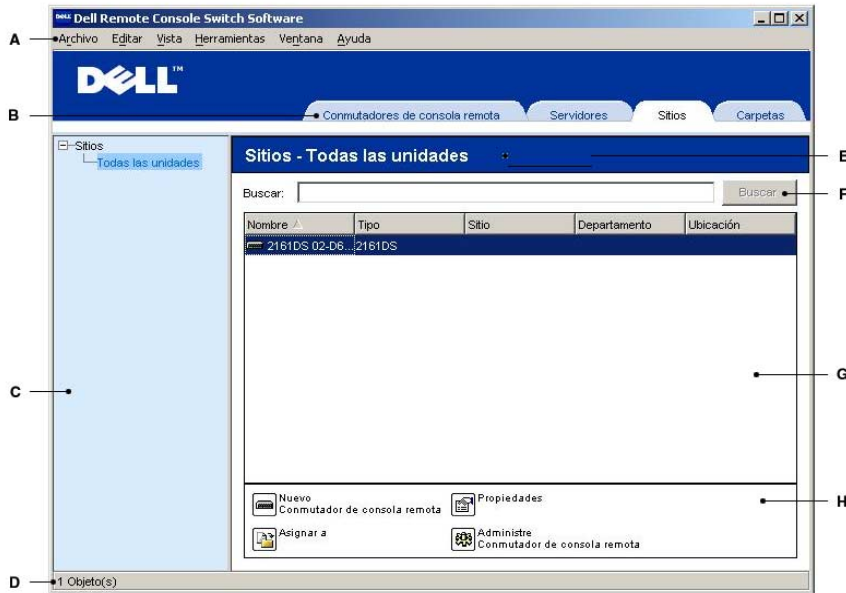 DELL Dell Remote Console Switch Software
A
Archivo Editar Vista Herramientas Ventana Ayuda
DELL™
B
Conmutadores de consola remota Servidores Sitios Carpetas
Sitios
Todas las unidades
Sitios - Todas las unidades
E
Buscar:
Buscar
F
Nombre Tipo Sitio Departamento Ubicación
2161DS 02-D6... 2161DS
G
C
Nuevo
Conmutador de consola remota
Propiedades
H
Asignar a
Administre
Conmutador de consola remota
D
1 Objeto(s)